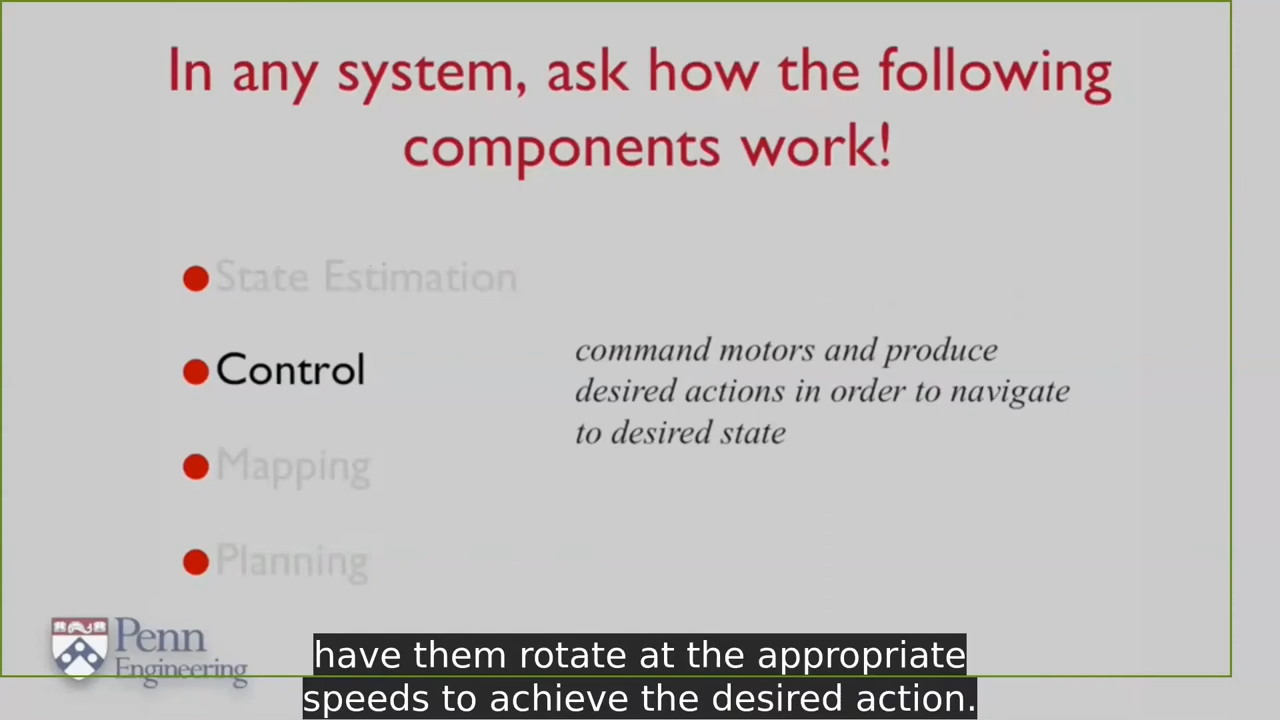 In any system, ask how the following
components work!
State Estimation
Control
command motors and produce
desired actions in order to navigate
to desired state
Mapping
Planning
Penn
Engineering
have them rotate at the appropriate
speeds to achieve the desired action.